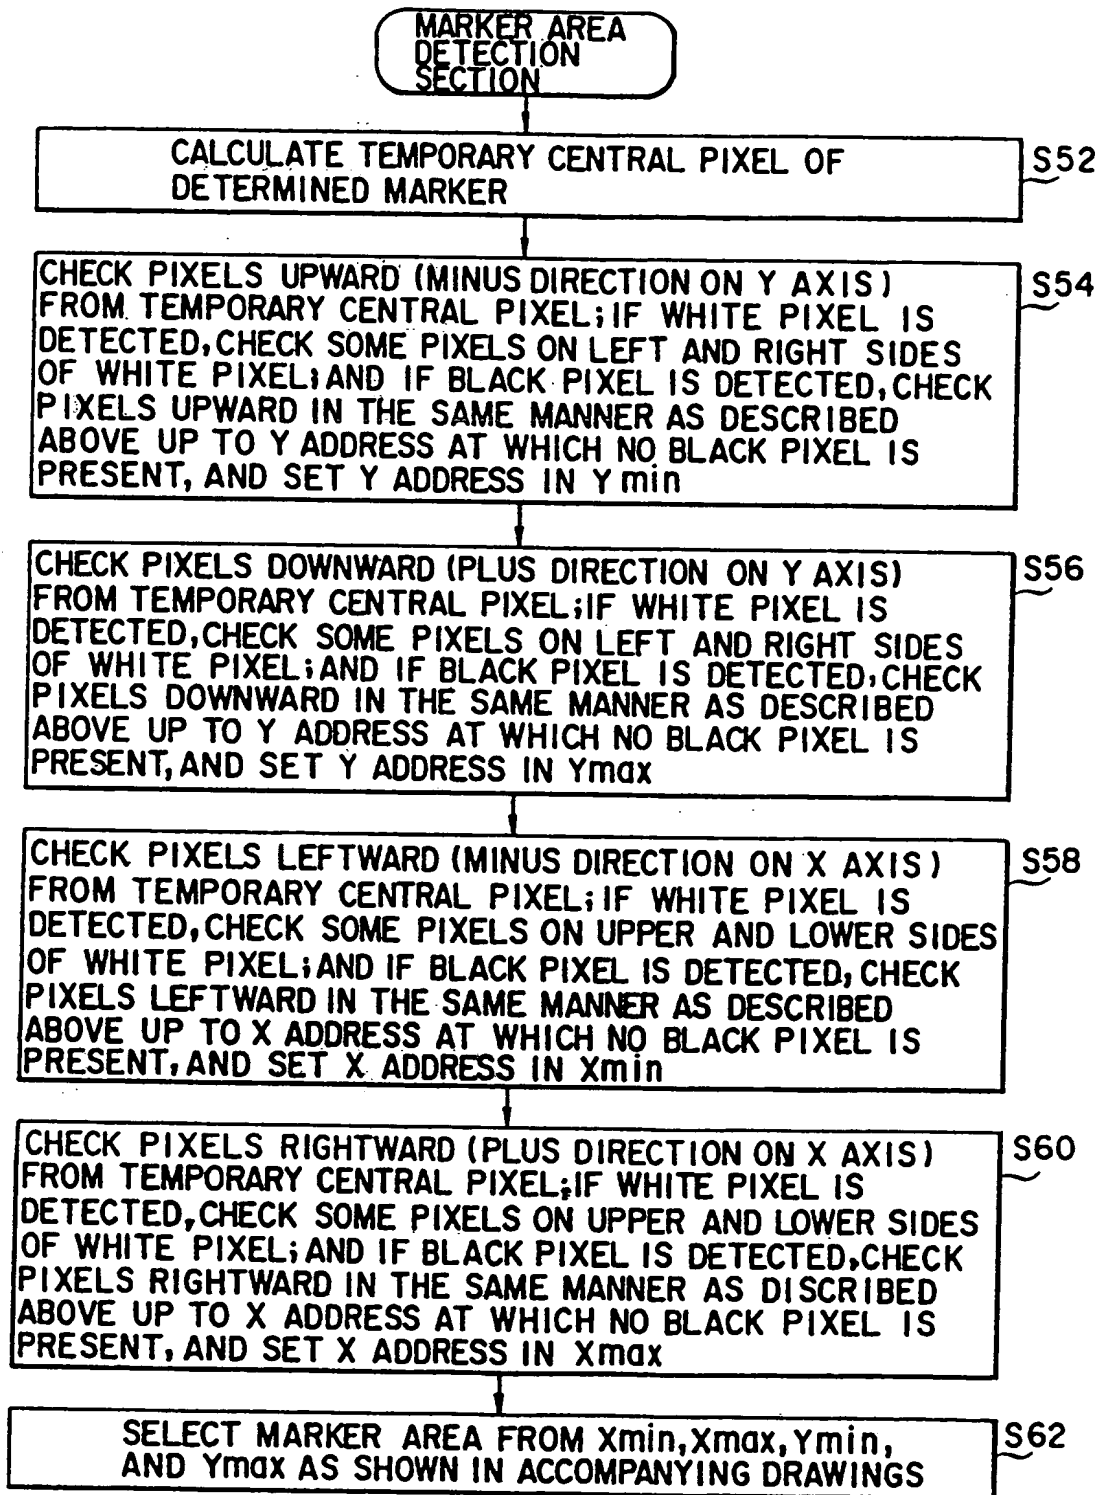 MARKER AREA
DETECTION
SECTION
CALCULATE TEMPORARY CENTRAL PIXEL OF
DETERMINED MARKER
S52
CHECK PIXELS UPWARD (MINUS DIRECTION ON Y AXIS)
FROM TEMPORARY CENTRAL PIXEL; IF WHITE PIXEL IS
DETECTED, CHECK SOME PIXELS ON LEFT AND RIGHT SIDES
OF WHITE PIXEL; AND IF BLACK PIXEL IS DETECTED, CHECK
PIXELS UPWARD IN THE SAME MANNER AS DESCRIBED
ABOVE UP TO Y ADDRESS AT WHICH NO BLACK PIXEL IS
PRESENT, AND SET Y ADDRESS IN Ymin
S54
CHECK PIXELS DOWNWARD (PLUS DIRECTION ON Y AXIS)
FROM TEMPORARY CENTRAL PIXEL; IF WHITE PIXEL IS
DETECTED, CHECK SOME PIXELS ON LEFT AND RIGHT SIDES
OF WHITE PIXEL; AND IF BLACK PIXEL IS DETECTED, CHECK
PIXELS DOWNWARD IN THE SAME MANNER AS DESCRIBED
ABOVE UP TO Y ADDRESS AT WHICH NO BLACK PIXEL IS
PRESENT, AND SET Y ADDRESS IN Ymax
S56
CHECK PIXELS LEFTWARD (MINUS DIRECTION ON X AXIS)
FROM TEMPORARY CENTRAL PIXEL; IF WHITE PIXEL IS
DETECTED, CHECK SOME PIXELS ON UPPER AND LOWER SIDES
OF WHITE PIXEL; AND IF BLACK PIXEL IS DETECTED, CHECK
PIXELS LEFTWARD IN THE SAME MANNER AS DESCRIBED
ABOVE UP TO X ADDRESS AT WHICH NO BLACK PIXEL IS
PRESENT, AND SET X ADDRESS IN Xmin
S58
CHECK PIXELS RIGHTWARD (PLUS DIRECTION ON X AXIS)
FROM TEMPORARY CENTRAL PIXEL; IF WHITE PIXEL IS
DETECTED, CHECK SOME PIXELS ON UPPER AND LOWER SIDES
OF WHITE PIXEL; AND IF BLACK PIXEL IS DETECTED, CHECK
PIXELS RIGHTWARD IN THE SAME MANNER AS DISCRIBED
ABOVE UP TO X ADDRESS AT WHICH NO BLACK PIXEL IS
PRESENT, AND SET X ADDRESS IN Xmax
S60
SELECT MARKER AREA FROM Xmin, Xmax, Ymin,
AND Ymax AS SHOWN IN ACCOMPANYING DRAWINGS
S62